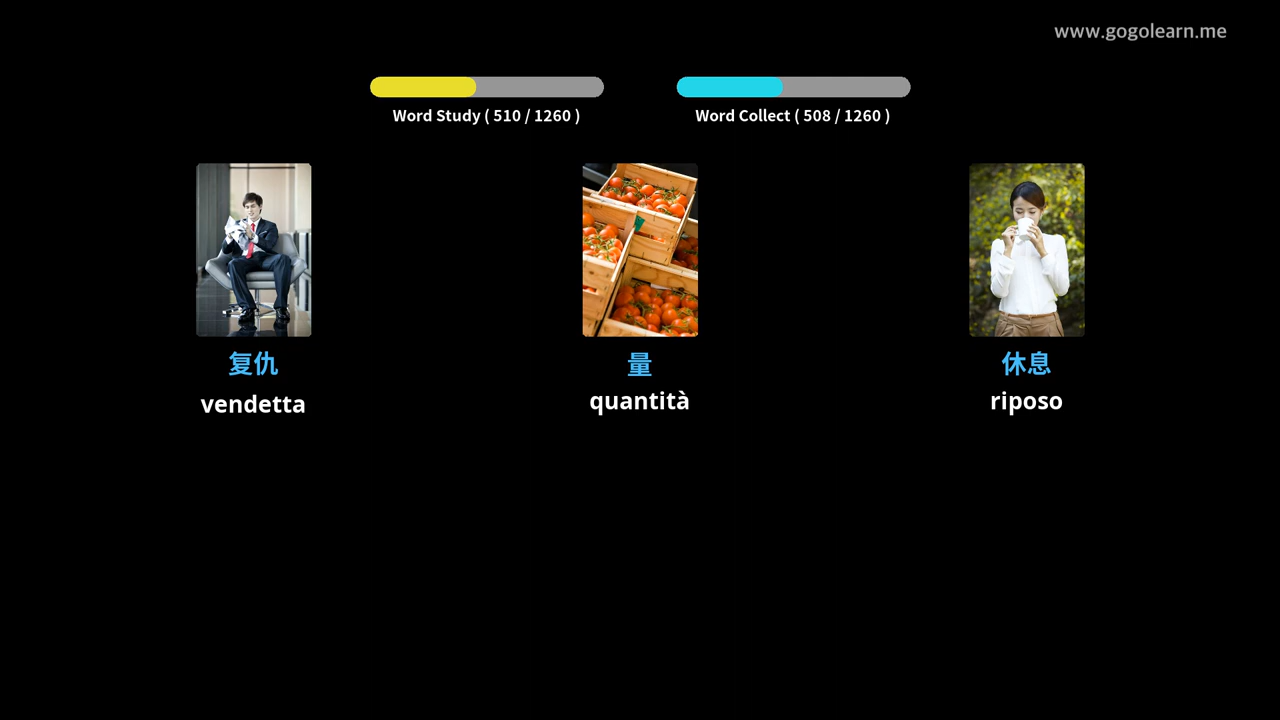 www.gogolearn.me
Word Study ( 510 / 1260 )
Word Collect ( 508 / 1260 )
复仇
量
休息
vendetta
quantità
riposo